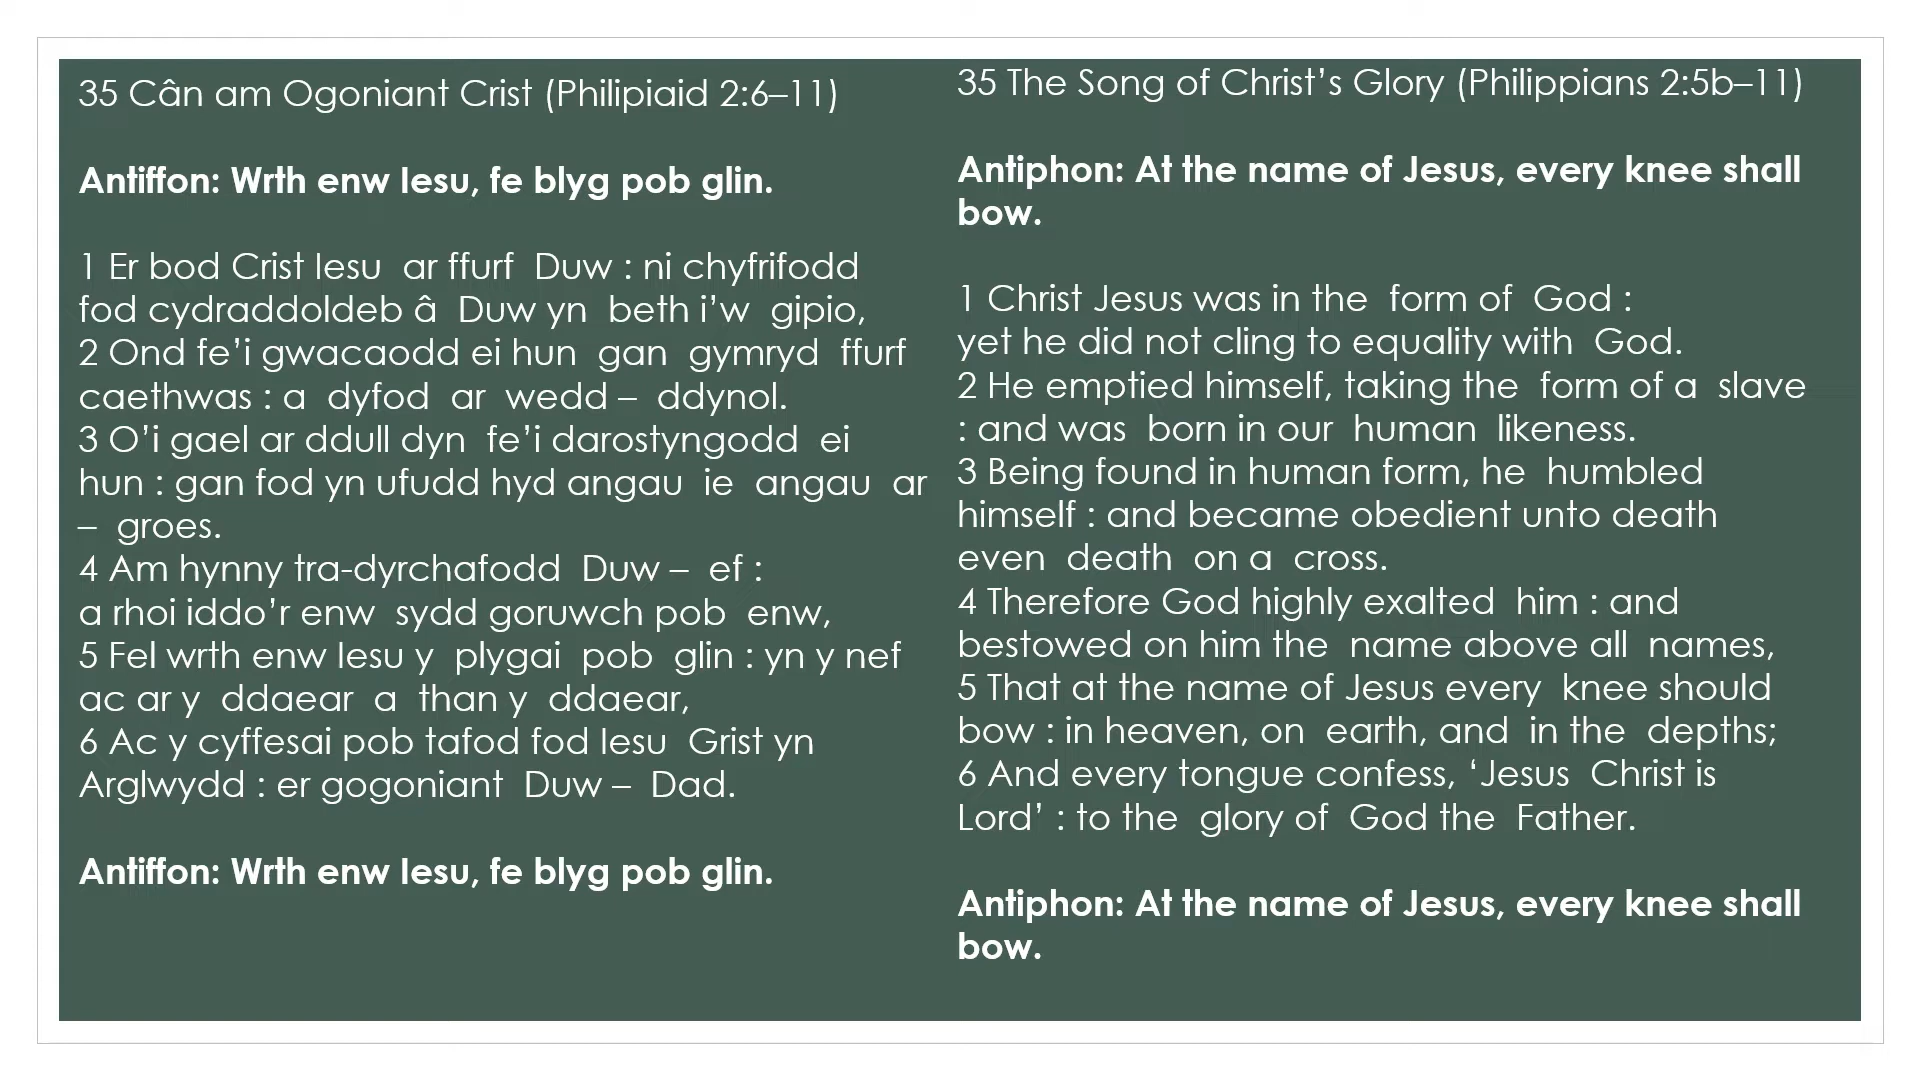 35 Cân am Ogoniant Crist (Philipiaid 2:6–11)
Antiffon: Wrth enw Iesu, fe blyg pob glin.
1 Er bod Crist Iesu  ar ffurf  Duw : ni chyfrifodd
fod cydraddoldeb â  Duw yn  beth i’w  gipio,
2 Ond fe’i gwacaodd ei hun  gan  gymryd  ffurf
caethwas : a  dyfod  ar  wedd –  ddynol.
3 O’i gael ar ddull dyn  fe’i darostyngodd  ei
hun : gan fod yn ufudd hyd angau  ie  angau  ar
–  groes.
4 Am hynny tra-dyrchafodd  Duw –  ef :
a rhoi iddo’r enw  sydd goruwch pob  enw,
5 Fel wrth enw Iesu y  plygai  pob  glin : yn y nef
ac ar y  ddaear  a  than y  ddaear,
6 Ac y cyffesai pob tafod fod Iesu  Grist yn
Arglwydd : er gogoniant  Duw –  Dad.
Antiffon: Wrth enw Iesu, fe blyg pob glin.
35 The Song of Christ’s Glory (Philippians 2:5b–11)
Antiphon: At the name of Jesus, every knee shall
bow.
1 Christ Jesus was in the  form of  God :
yet he did not cling to equality with  God.
2 He emptied himself, taking the  form of a  slave
: and was  born in our  human  likeness.
3 Being found in human form, he  humbled
himself : and became obedient unto death
even  death  on a  cross.
4 Therefore God highly exalted  him : and
bestowed on him the  name above all  names,
5 That at the name of Jesus every  knee should
bow : in heaven, on  earth, and  in the  depths;
6 And every tongue confess, ‘Jesus  Christ is
Lord’ : to the  glory of  God the  Father.
Antiphon: At the name of Jesus, every knee shall
bow.